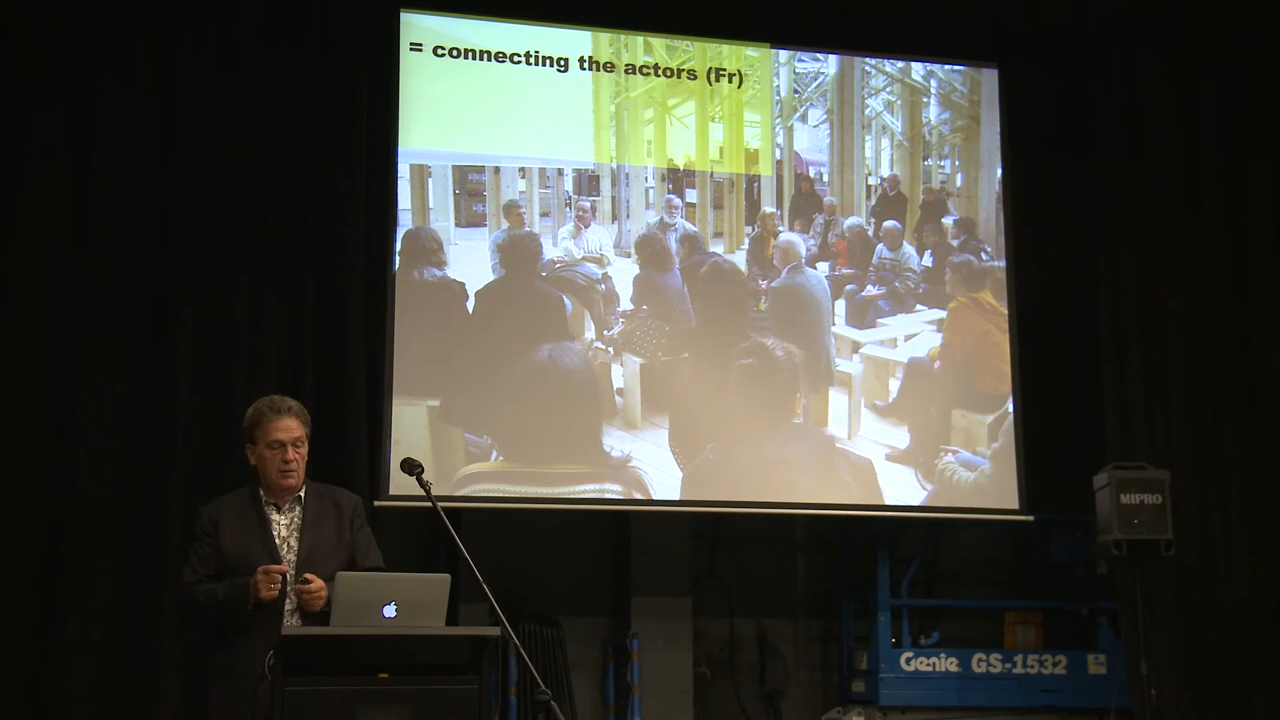 = connecting the actors (Fr)
MIPRO
Genie GS-1532